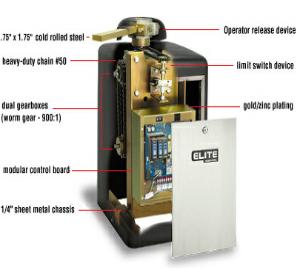 Operator release device
.75" x 1.75" cold rolled steel
heavy-duty chain #50
limit switch device
dual gearboxes
(worm gear - 900:1)
gold/zinc plating
ELITE
modular control board
1/4" sheet metal chassis